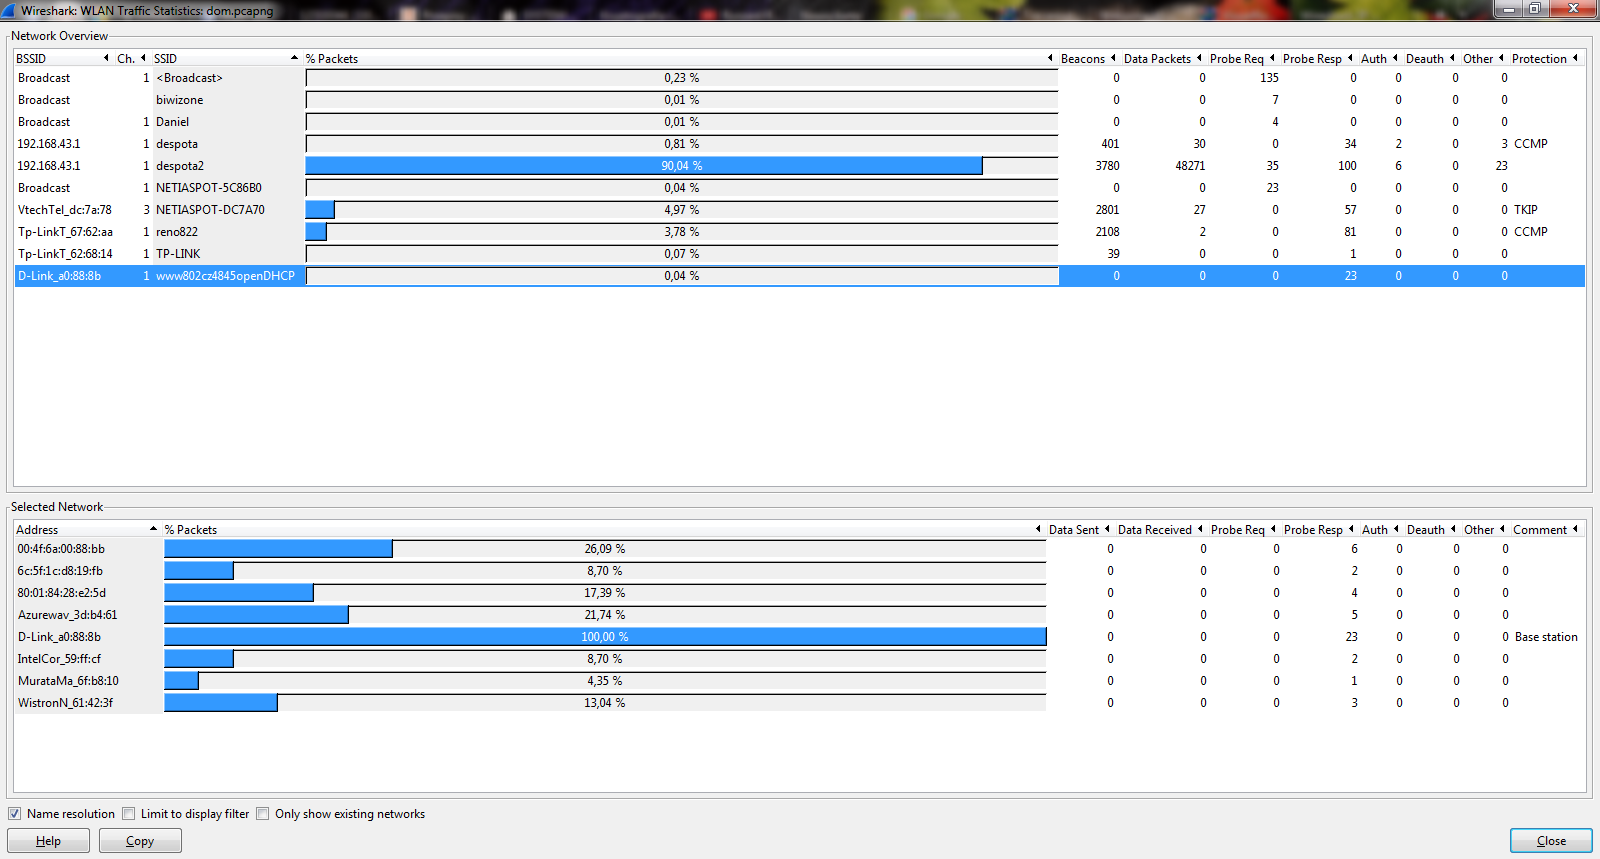 Wireshark: WLAN Traffic Statistics: dom.pcapng
Network Overview
BSSID Ch. SSID % Packets Beacons Data Packets Probe Req Probe Resp Auth Deauth Other Protection
Broadcast 1 <Broadcast> 0,23 % 0 0 135 0 0 0 0
Broadcast biwizone 0,01 % 0 0 7 0 0 0 0
Broadcast 1 Daniel 0,01 % 0 0 4 0 0 0 0
192.168.43.1 1 despota 0,81 % 401 30 0 34 2 0 3 CCMP
192.168.43.1 1 despota2 90,04 % 3780 48271 35 100 6 0 23
Broadcast 1 NETIASPOT-5C86B0 0,04 % 0 0 23 0 0 0 0
VtechTel_dc:7a:78 3 NETIASPOT-DC7A70 4,97 % 2801 27 0 57 0 0 0 TKIP
Tp-LinkT_67:62:aa 1 reno822 3,78 % 2108 2 0 81 0 0 0 CCMP
Tp-LinkT_62:68:14 1 TP-LINK 0,07 % 39 0 0 1 0 0 0
D-Link_a0:88:8b 1 www802cz4845openDHCP 0,04 % 0 0 0 23 0 0 0
Selected Network
Address % Packets Data Sent Data Received Probe Req Probe Resp Auth Deauth Other Comment
00:4f:6a:00:88:bb 26,09 % 0 0 0 6 0 0 0
6c:5f:1c:d8:19:fb 8,70 % 0 0 0 2 0 0 0
80:01:84:28:e2:5d 17,39 % 0 0 0 4 0 0 0
Azurewav_3d:b4:61 21,74 % 0 0 0 5 0 0 0
D-Link_a0:88:8b 100,00 % 0 0 0 23 0 0 0 Base station
IntelCor_59:ff:cf 8,70 % 0 0 0 2 0 0 0
MurataMa_6f:b8:10 4,35 % 0 0 0 1 0 0 0
WistronN_61:42:3f 13,04 % 0 0 0 3 0 0 0
Name resolution Limit to display filter Only show existing networks
Help Copy Close